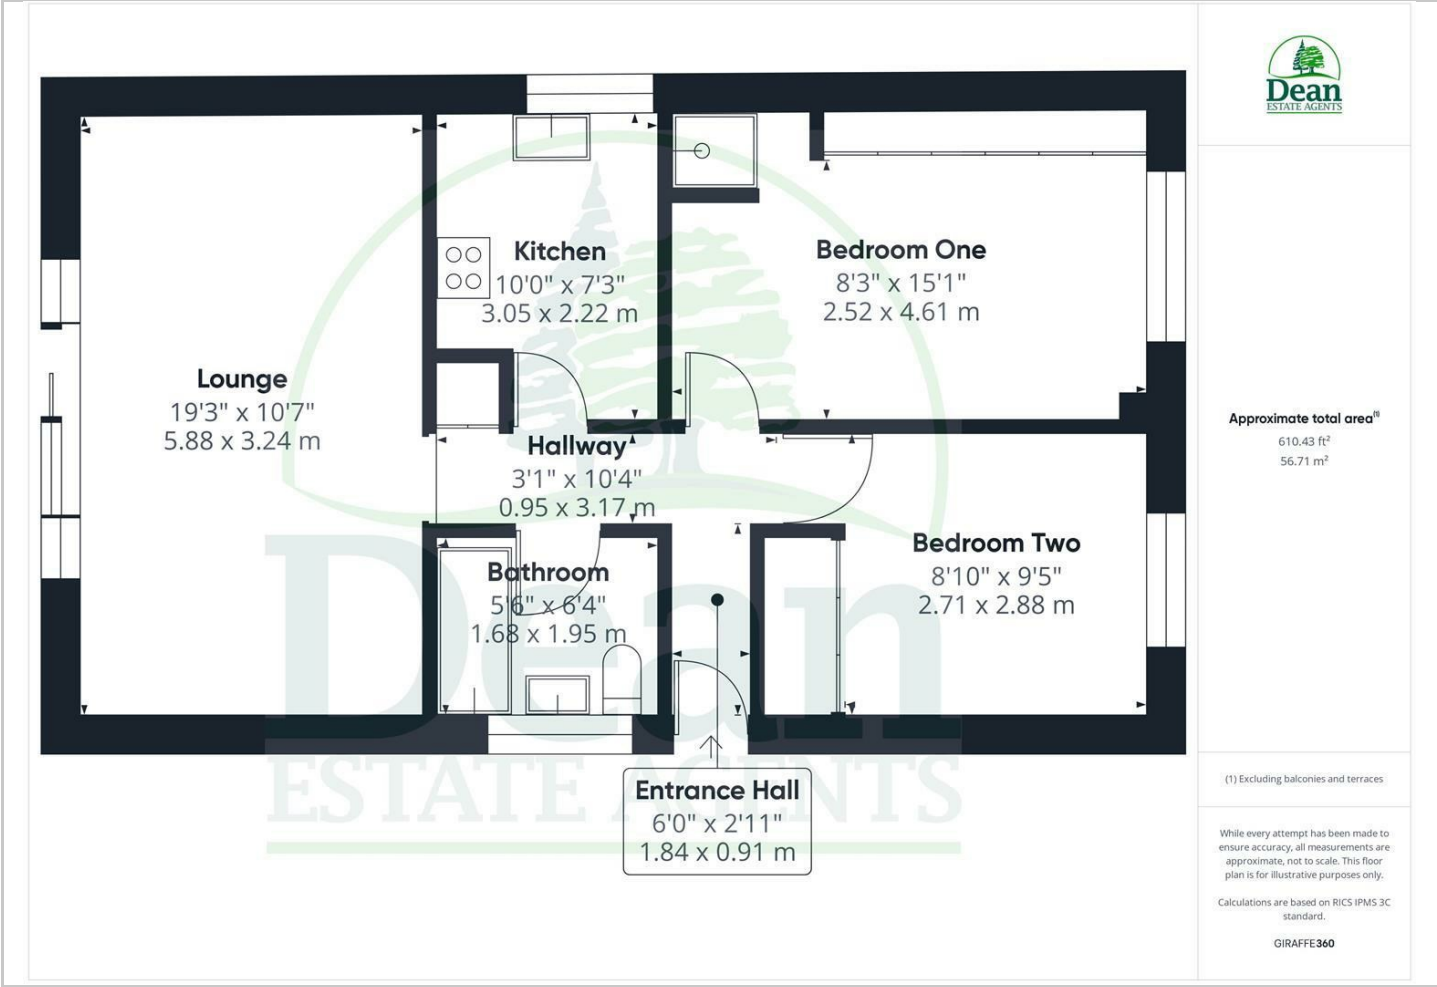 Dean
ESTATE AGENTS
Kitchen
10'0" x 7'3"
3.05 x 2.22 m
Bedroom One
8'3" x 15'1"
2.52 x 4.61 m
Lounge
19'3" x 10'7"
5.88 x 3.24 m
Hallway
3'1" x 10'4"
0.95 x 3.17 m
Bathroom
5'6" x 6'4"
1.68 x 1.95 m
Bedroom Two
8'10" x 9'5"
2.71 x 2.88 m
Entrance Hall
6'0" x 2'11"
1.84 x 0.91 m
Dean
ESTATE AGENTS
Approximate total area(1)
610.43 ft²
56.71 m²
(1) Excluding balconies and terraces
While every attempt has been made to
ensure accuracy, all measurements are
approximate, not to scale. This floor
plan is for illustrative purposes only.
Calculations are based on RICS IPMS 3C
standard.
GIRAFFE360